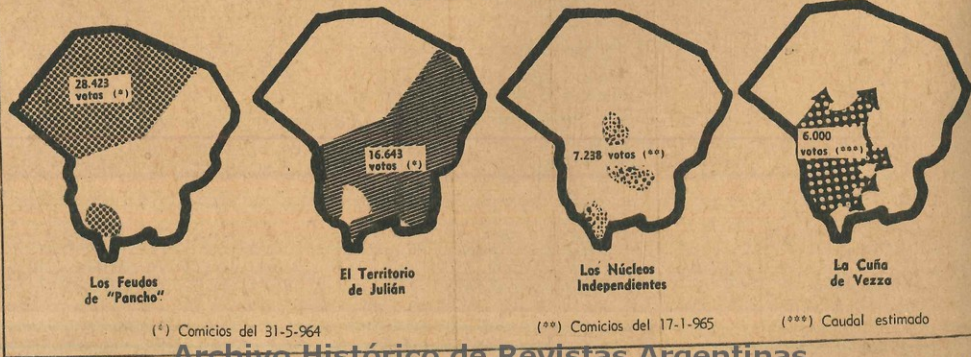 28.423
votos (*)
16.643
votos (*)
7.238 votos (**)
6.000
votos (***)
Los Feudos
de "Pancho"
El Territorio
de Julián
Los Núcleos
Independientes
La Cuña
de Vezza
(*) Comicios del 31-5-964
(**) Comicios del 17-1-965
(***) Caudal estimado
Archivo Histórico de Revistas Argentinas